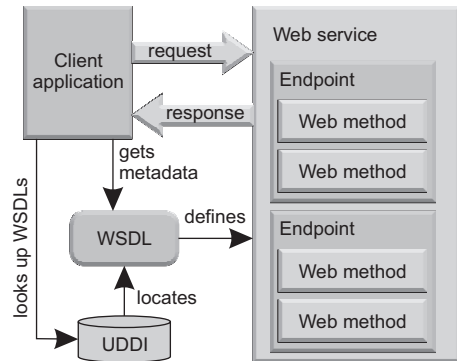 Client
application
request
response
gets
metadata
looks up WSDLs
WSDL
defines
locates
UDDI
Web service
Endpoint
Web method
Web method
Endpoint
Web method
Web method